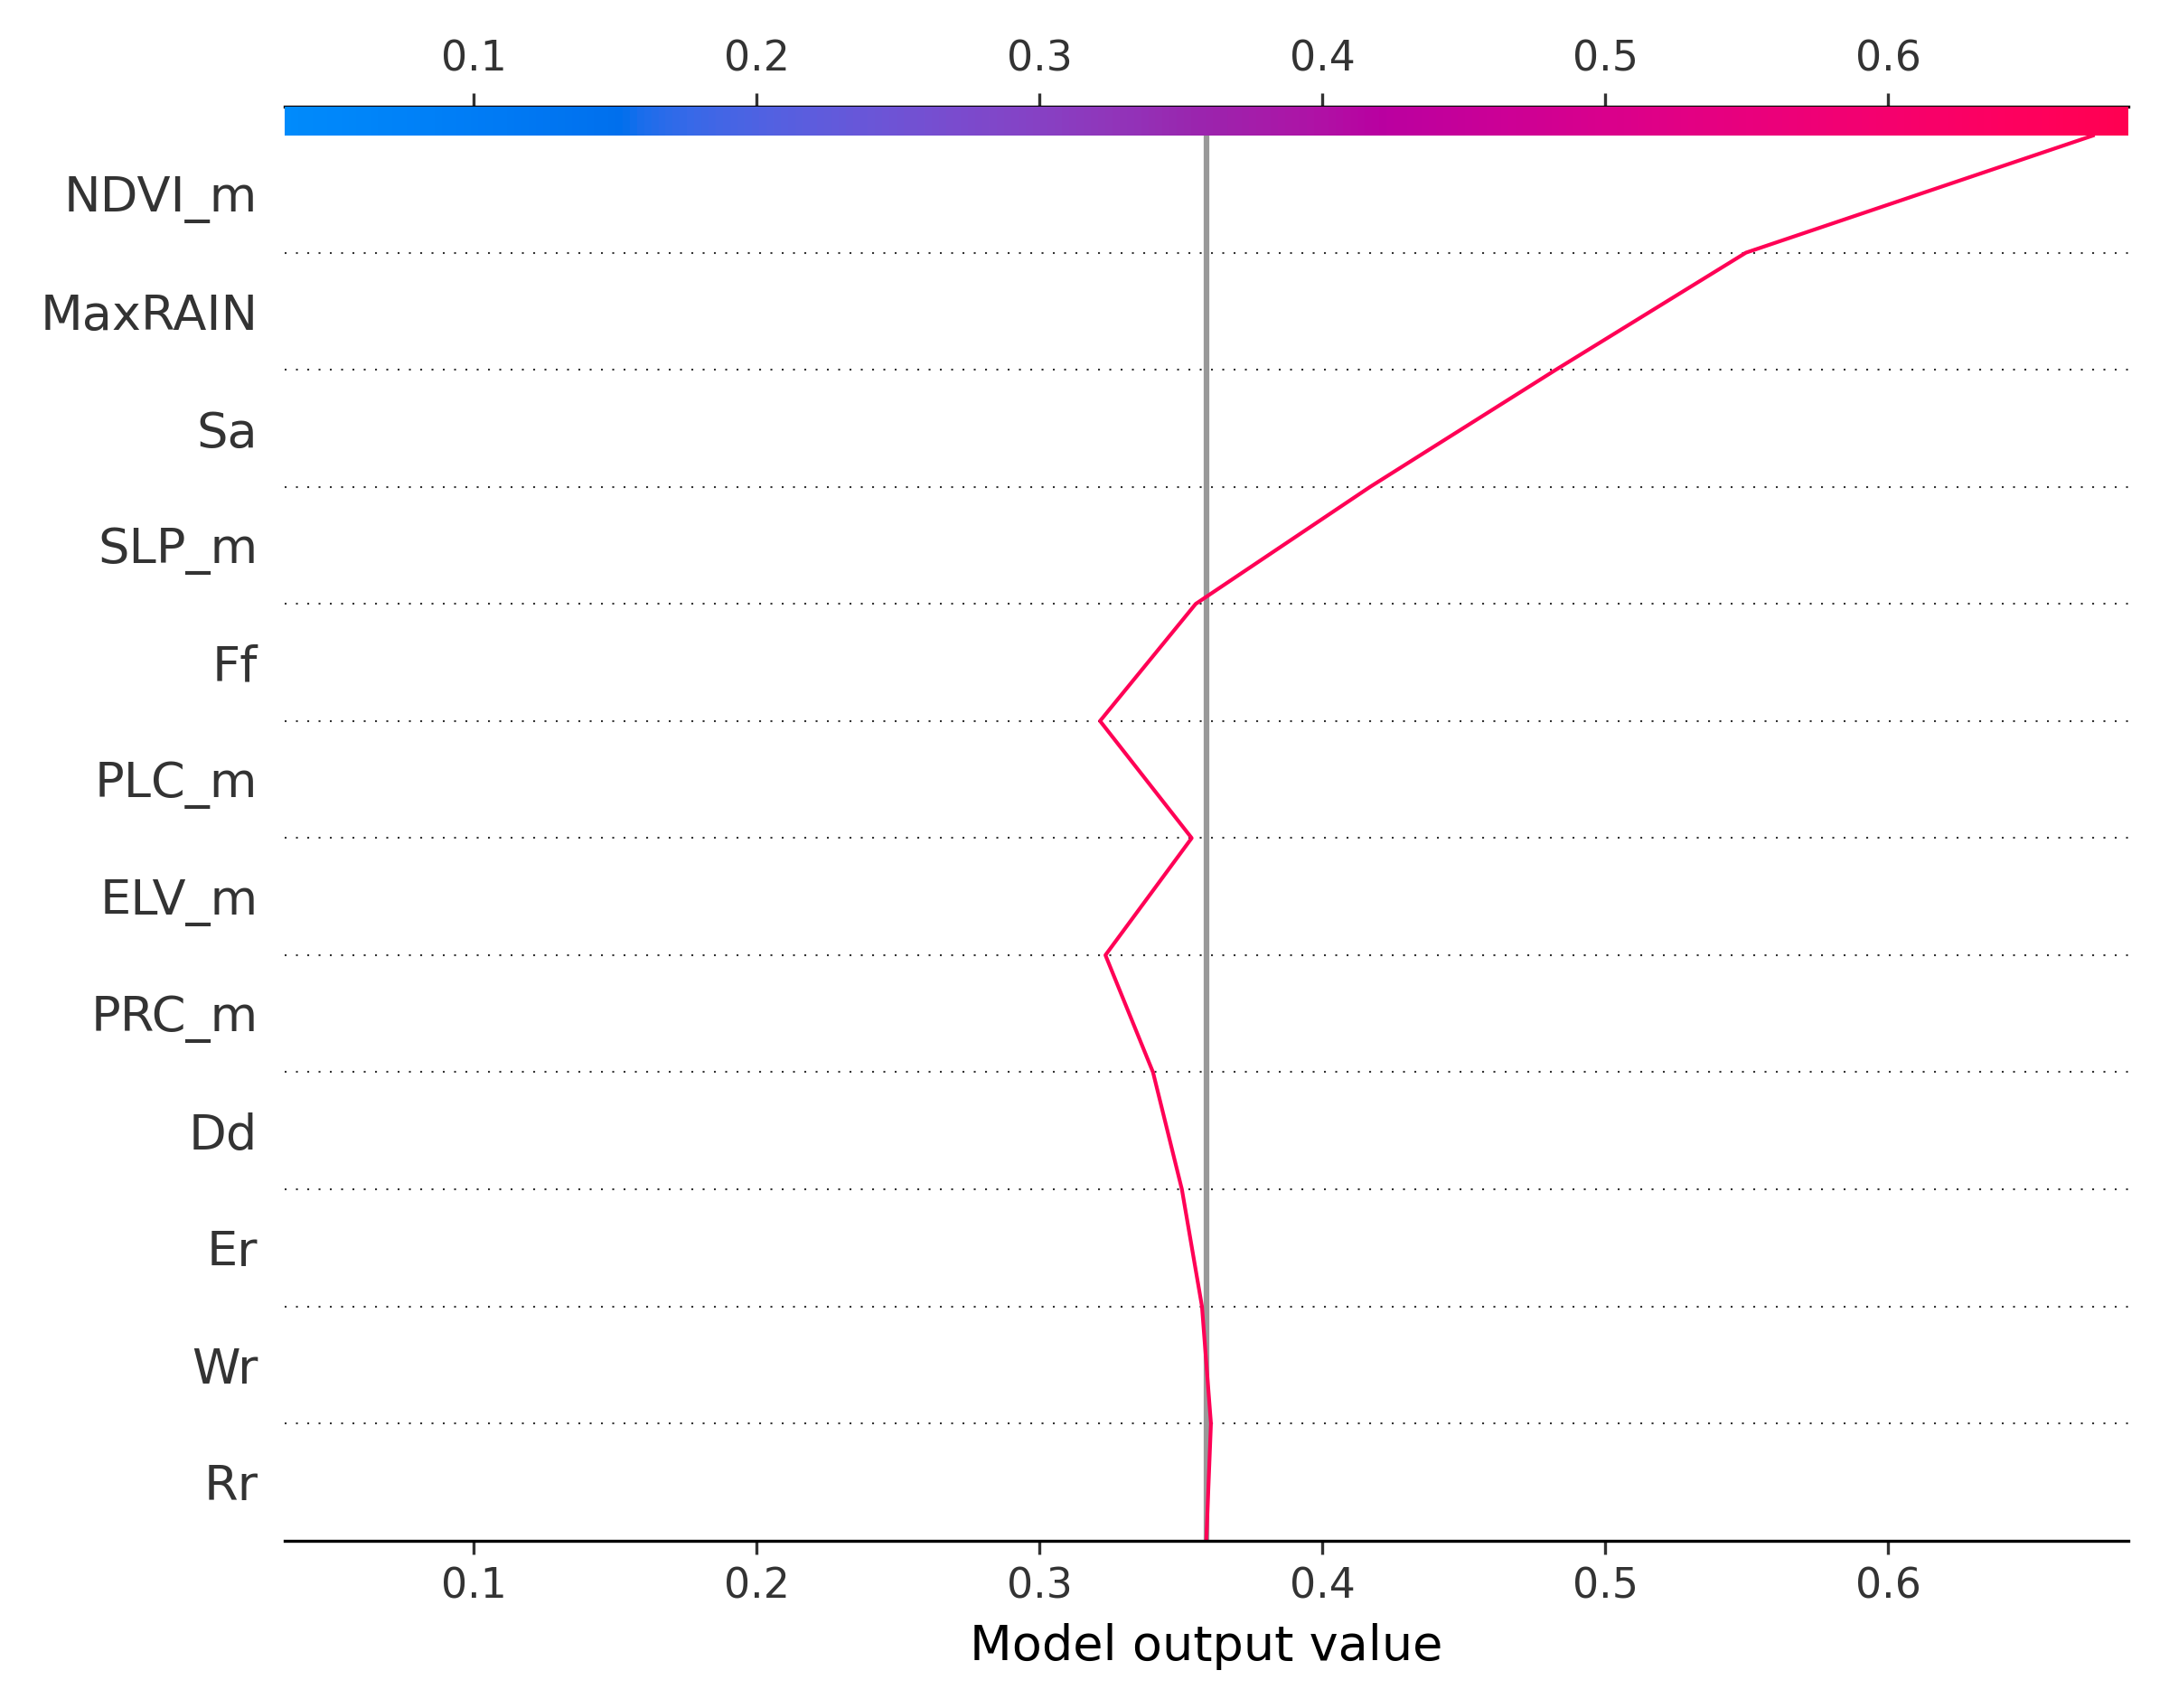 0.1 0.2 0.3 0.4 0.5 0.6
NDVI_m
MaxRAIN
Sa
SLP_m
Ff
PLC_m
ELV_m
PRC_m
Dd
Er
Wr
Rr
0.1 0.2 0.3 0.4 0.5 0.6
Model output value